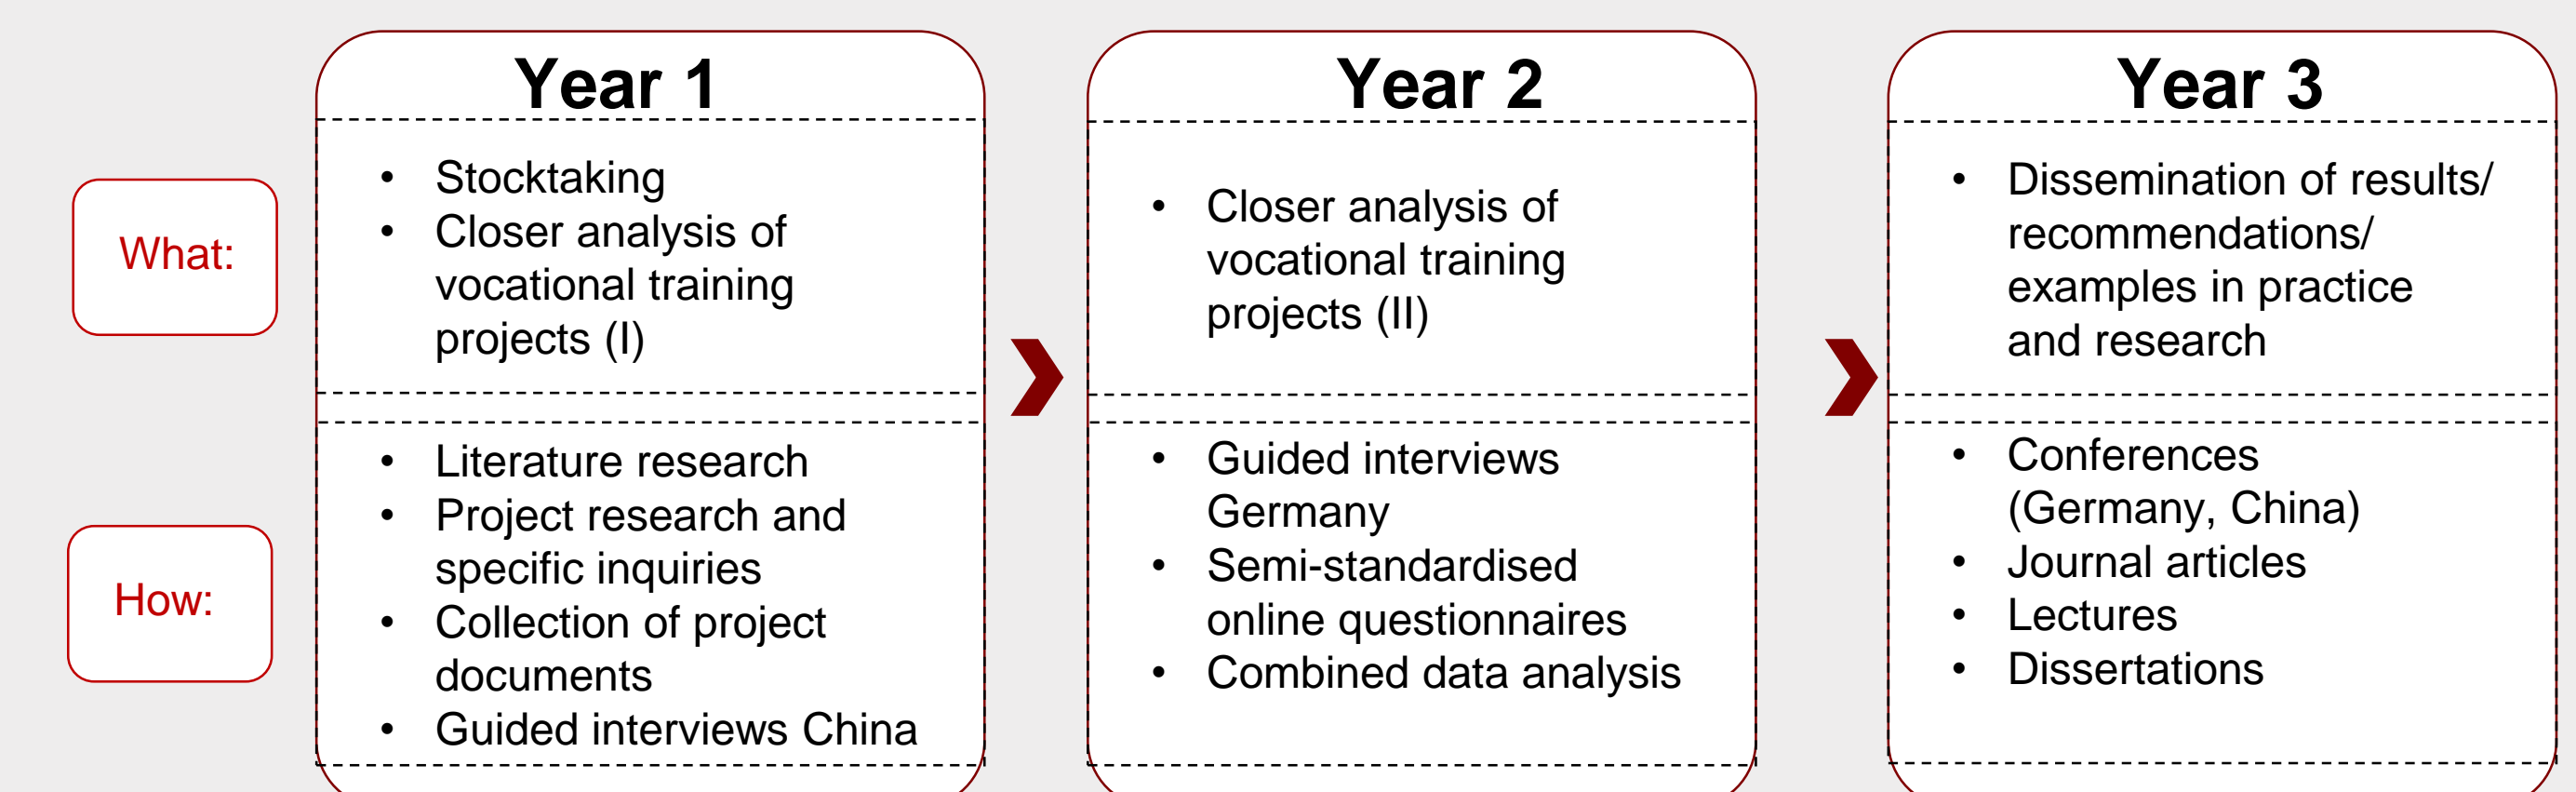 Year 1
Year 2
Year 3
What:
• Stocktaking
• Closer analysis of
vocational training
projects (I)
• Closer analysis of
vocational training
projects (II)
• Dissemination of results/
recommendations/
examples in practice
and research
How:
• Literature research
• Project research and
specific inquiries
• Collection of project
documents
• Guided interviews China
• Guided interviews
Germany
• Semi-standardised
online questionnaires
• Combined data analysis
• Conferences
(Germany, China)
• Journal articles
• Lectures
• Dissertations